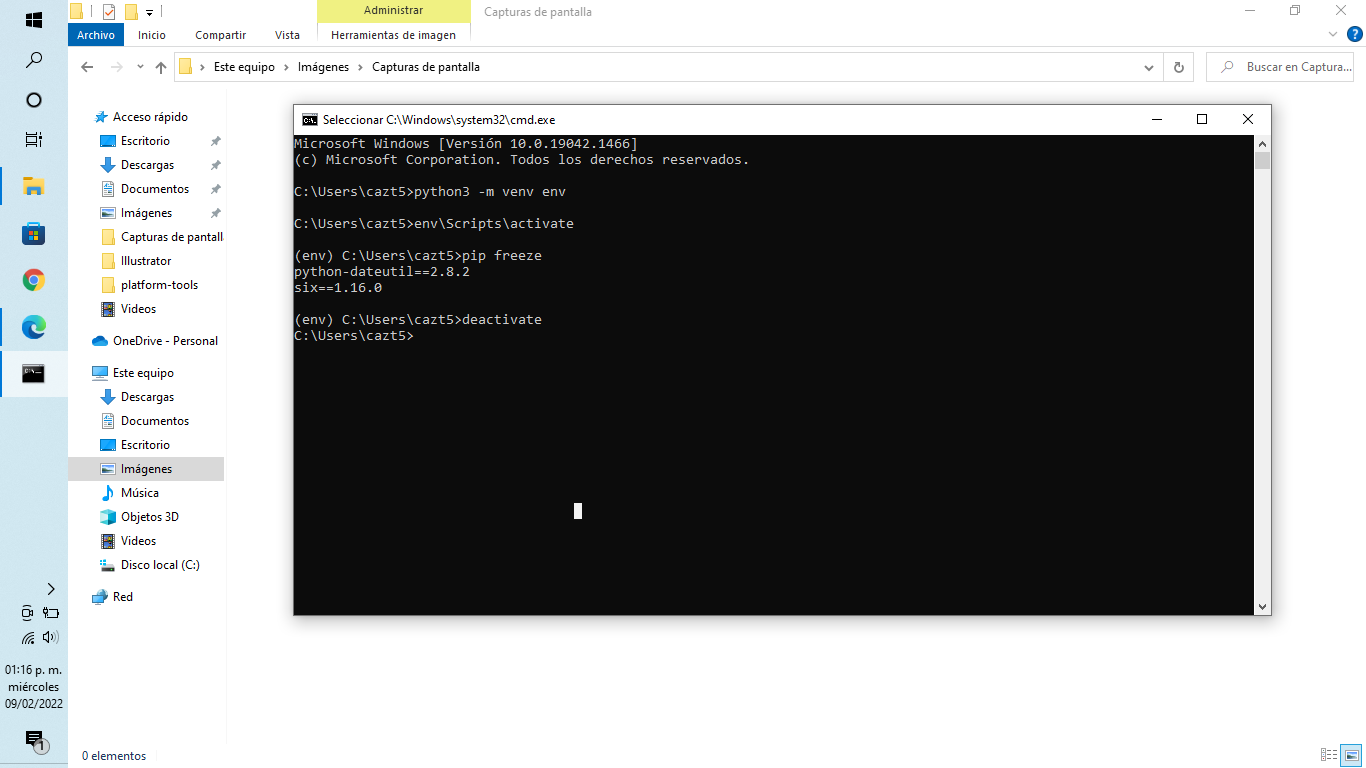 Administrar
Capturas de pantalla
Archivo
Inicio
Compartir
Vista
Herramientas de imagen
Este equipo
Imágenes
Capturas de pantalla
Buscar en Captura...
Acceso rápido
Escritorio
Descargas
Documentos
Imágenes
Capturas de pantall
Illustrator
platform-tools
Videos
OneDrive - Personal
Este equipo
Descargas
Documentos
Escritorio
Imágenes
Música
Objetos 3D
Videos
Disco local (C:)
Red
0 elementos
Seleccionar C:\Windows\system32\cmd.exe
Microsoft Windows [Versión 10.0.19042.1466]
(c) Microsoft Corporation. Todos los derechos reservados.
C:\Users\cazt5>python3 -m venv env
C:\Users\cazt5>env\Scripts\activate
(env) C:\Users\cazt5>pip freeze
python-dateutil==2.8.2
six==1.16.0
(env) C:\Users\cazt5>deactivate
C:\Users\cazt5>
01:16 p. m.
miércoles
09/02/2022
1